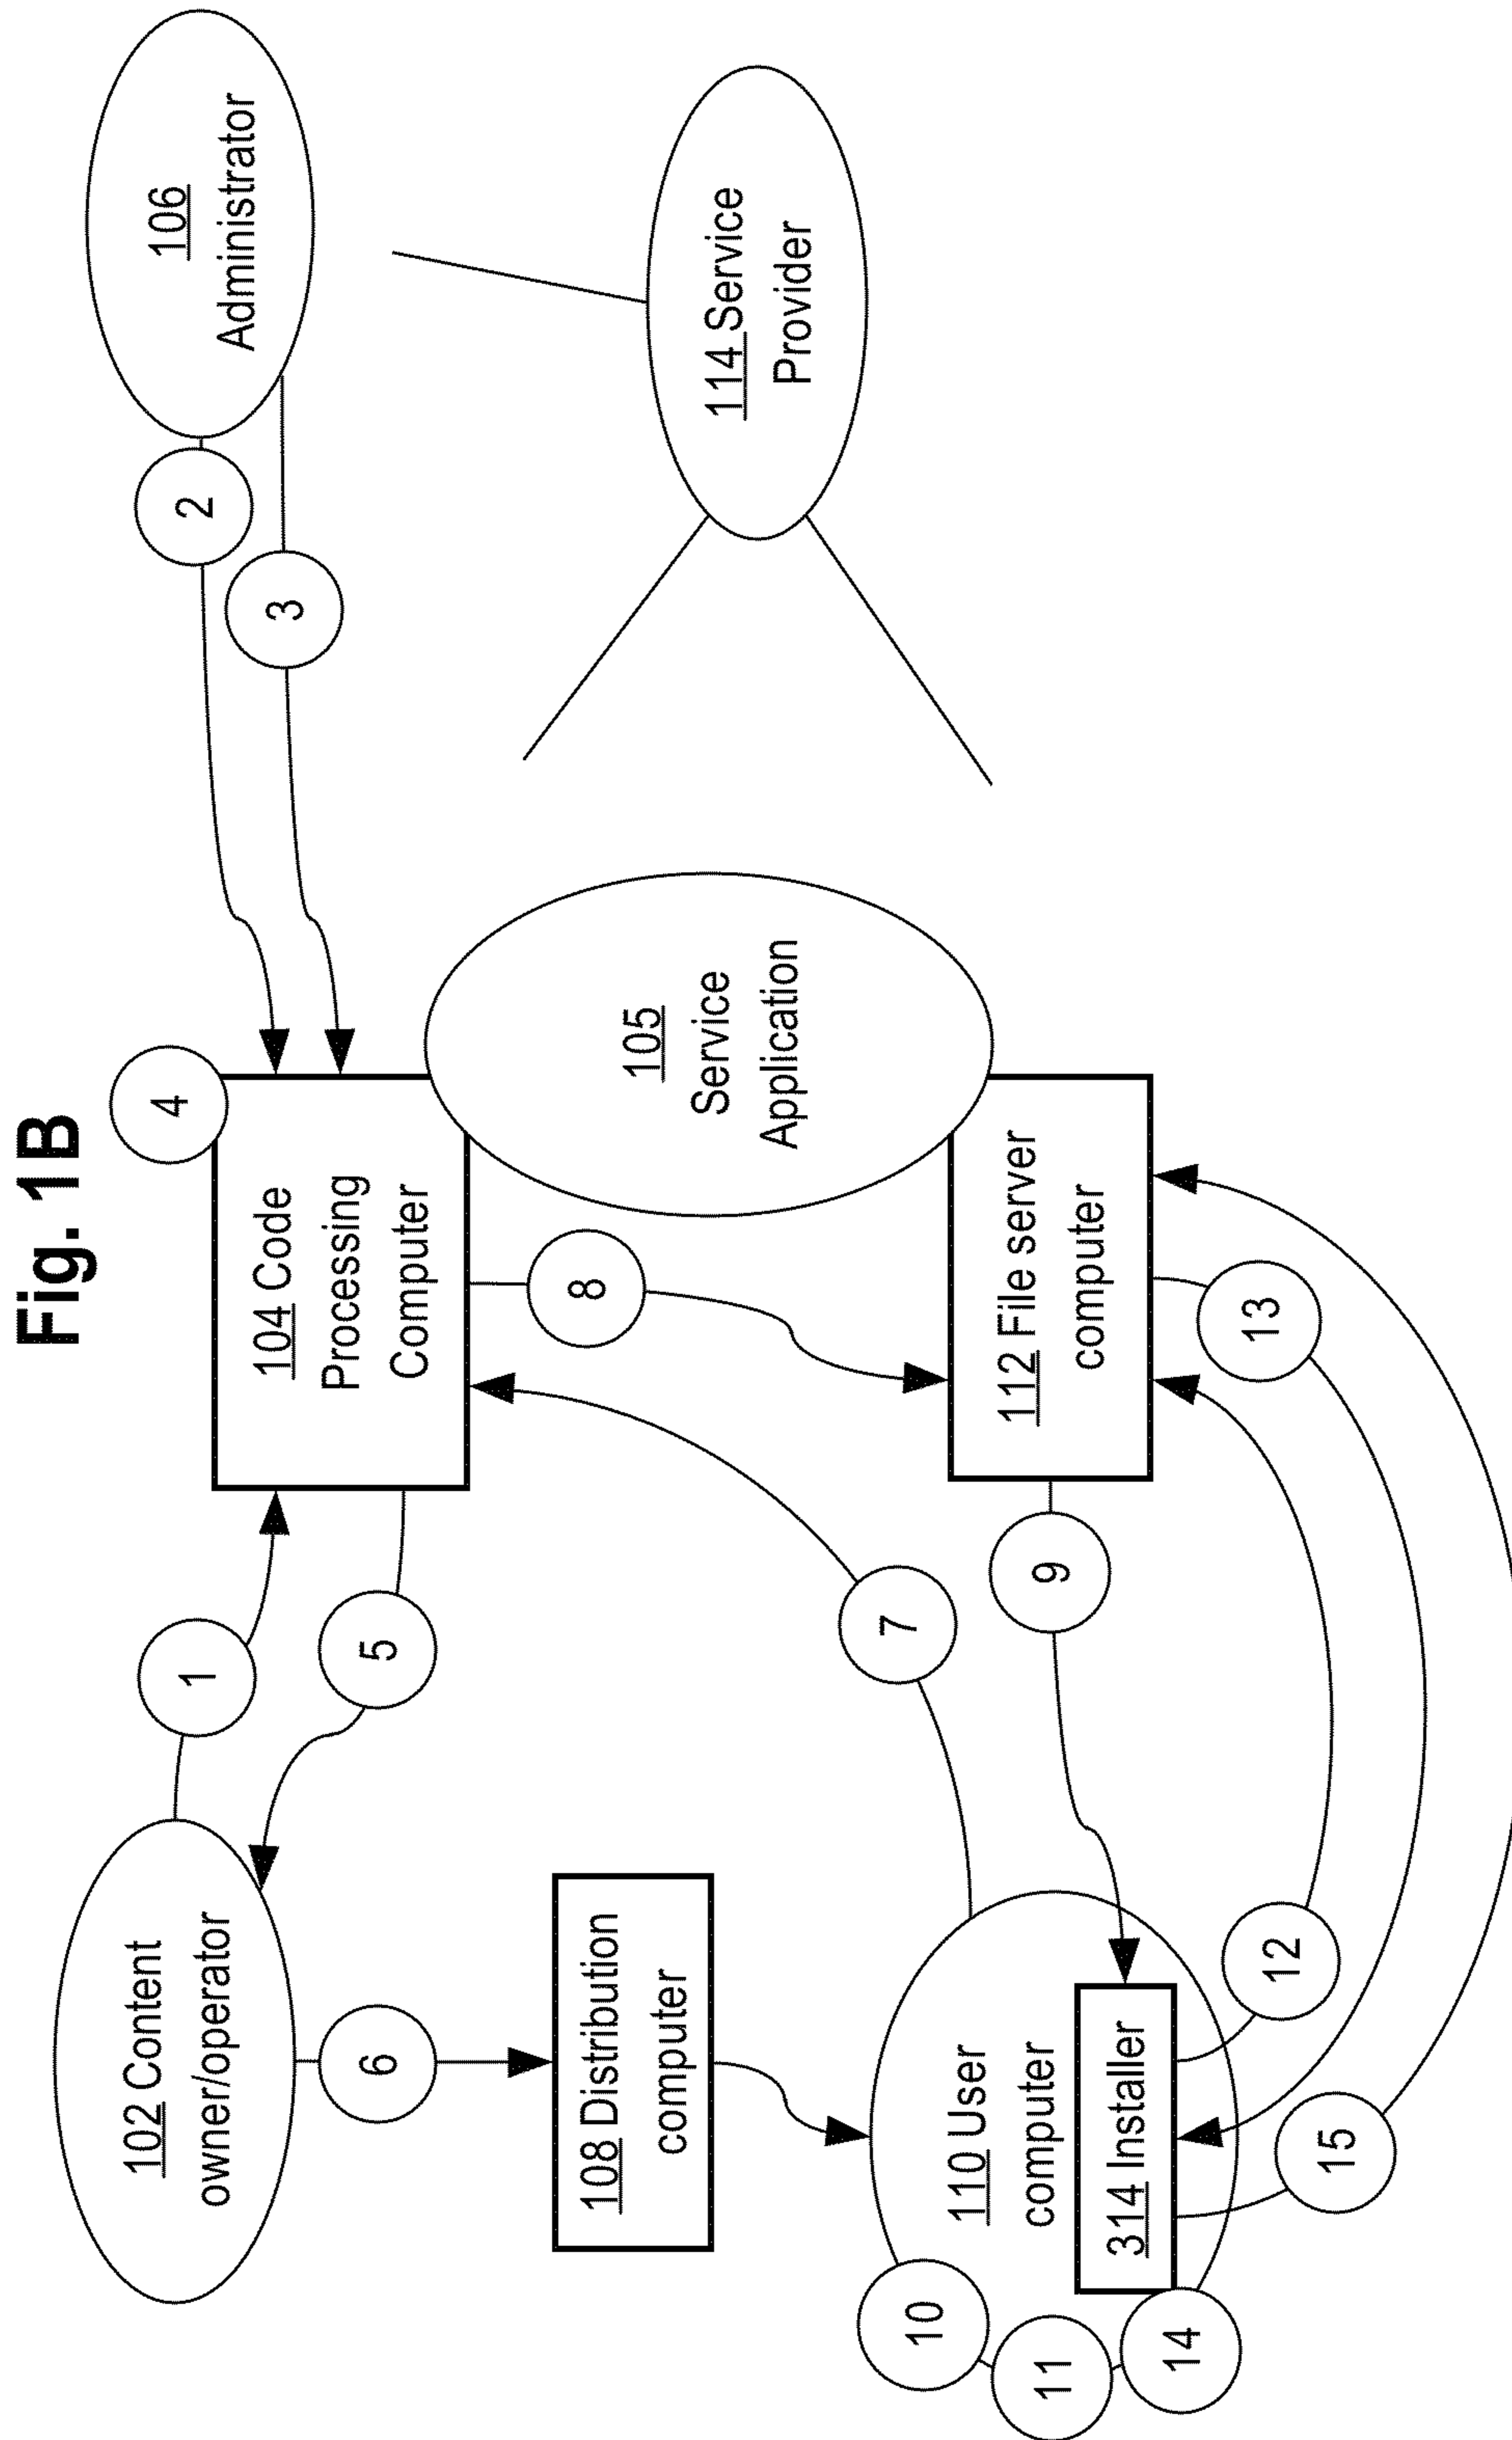 Fig. 1B
102 Content
owner/operator
1
5
6
104 Code
Processing
Computer
4
2
3
106
Administrator
108 Distribution
computer
7
8
105
Service
Application
114 Service
Provider
110 User
computer
314 Installer
9
112 File server
computer
10
11
14
12
13
15